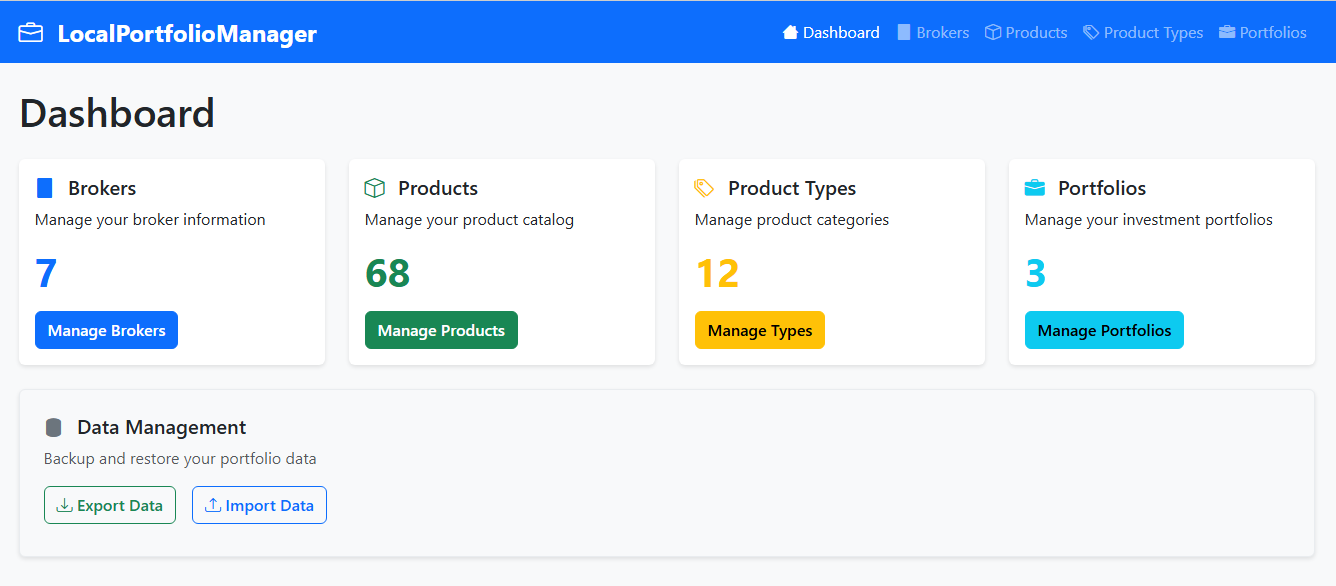 LocalPortfolioManager
Dashboard Brokers Products Product Types Portfolios
Dashboard
Brokers
Manage your broker information
7
Manage Brokers
Products
Manage your product catalog
68
Manage Products
Product Types
Manage product categories
12
Manage Types
Portfolios
Manage your investment portfolios
3
Manage Portfolios
Data Management
Backup and restore your portfolio data
Export Data
Import Data